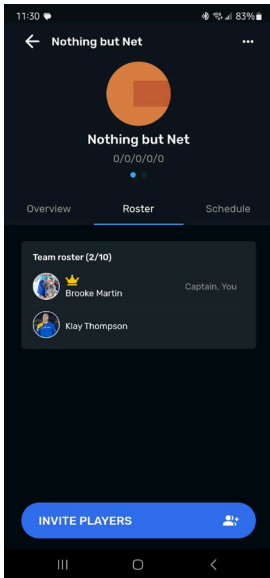 11:30 83%
Nothing but Net
Nothing but Net
0/0/0/0/0
Overview Roster Schedule
Team roster (2/10)
Brooke Martin Captain, You
Klay Thompson
INVITE PLAYERS